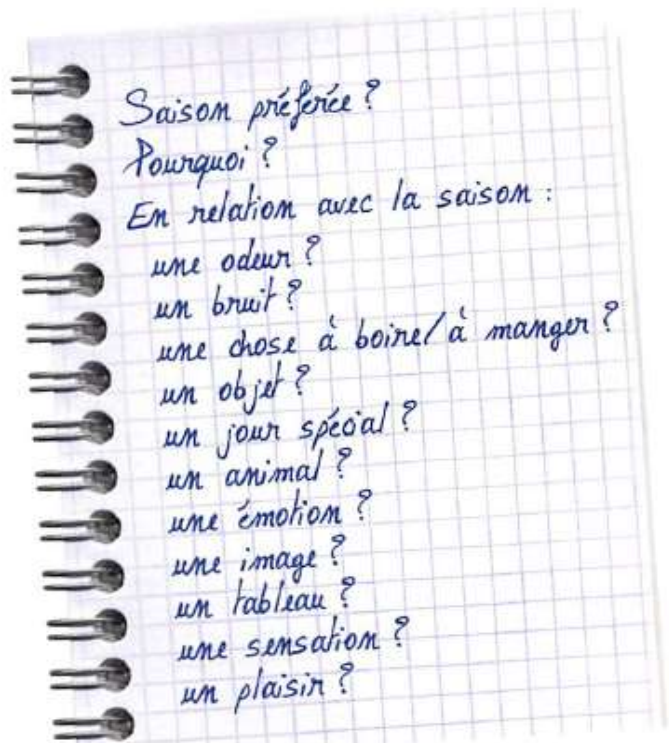 Saison préférée ?
Pourquoi ?
En relation avec la saison :
une odeur ?
un bruit ?
une chose à boire / à manger ?
un objet ?
un jour spécial ?
un animal ?
une émotion ?
une image ?
un tableau ?
une sensation ?
un plaisir ?